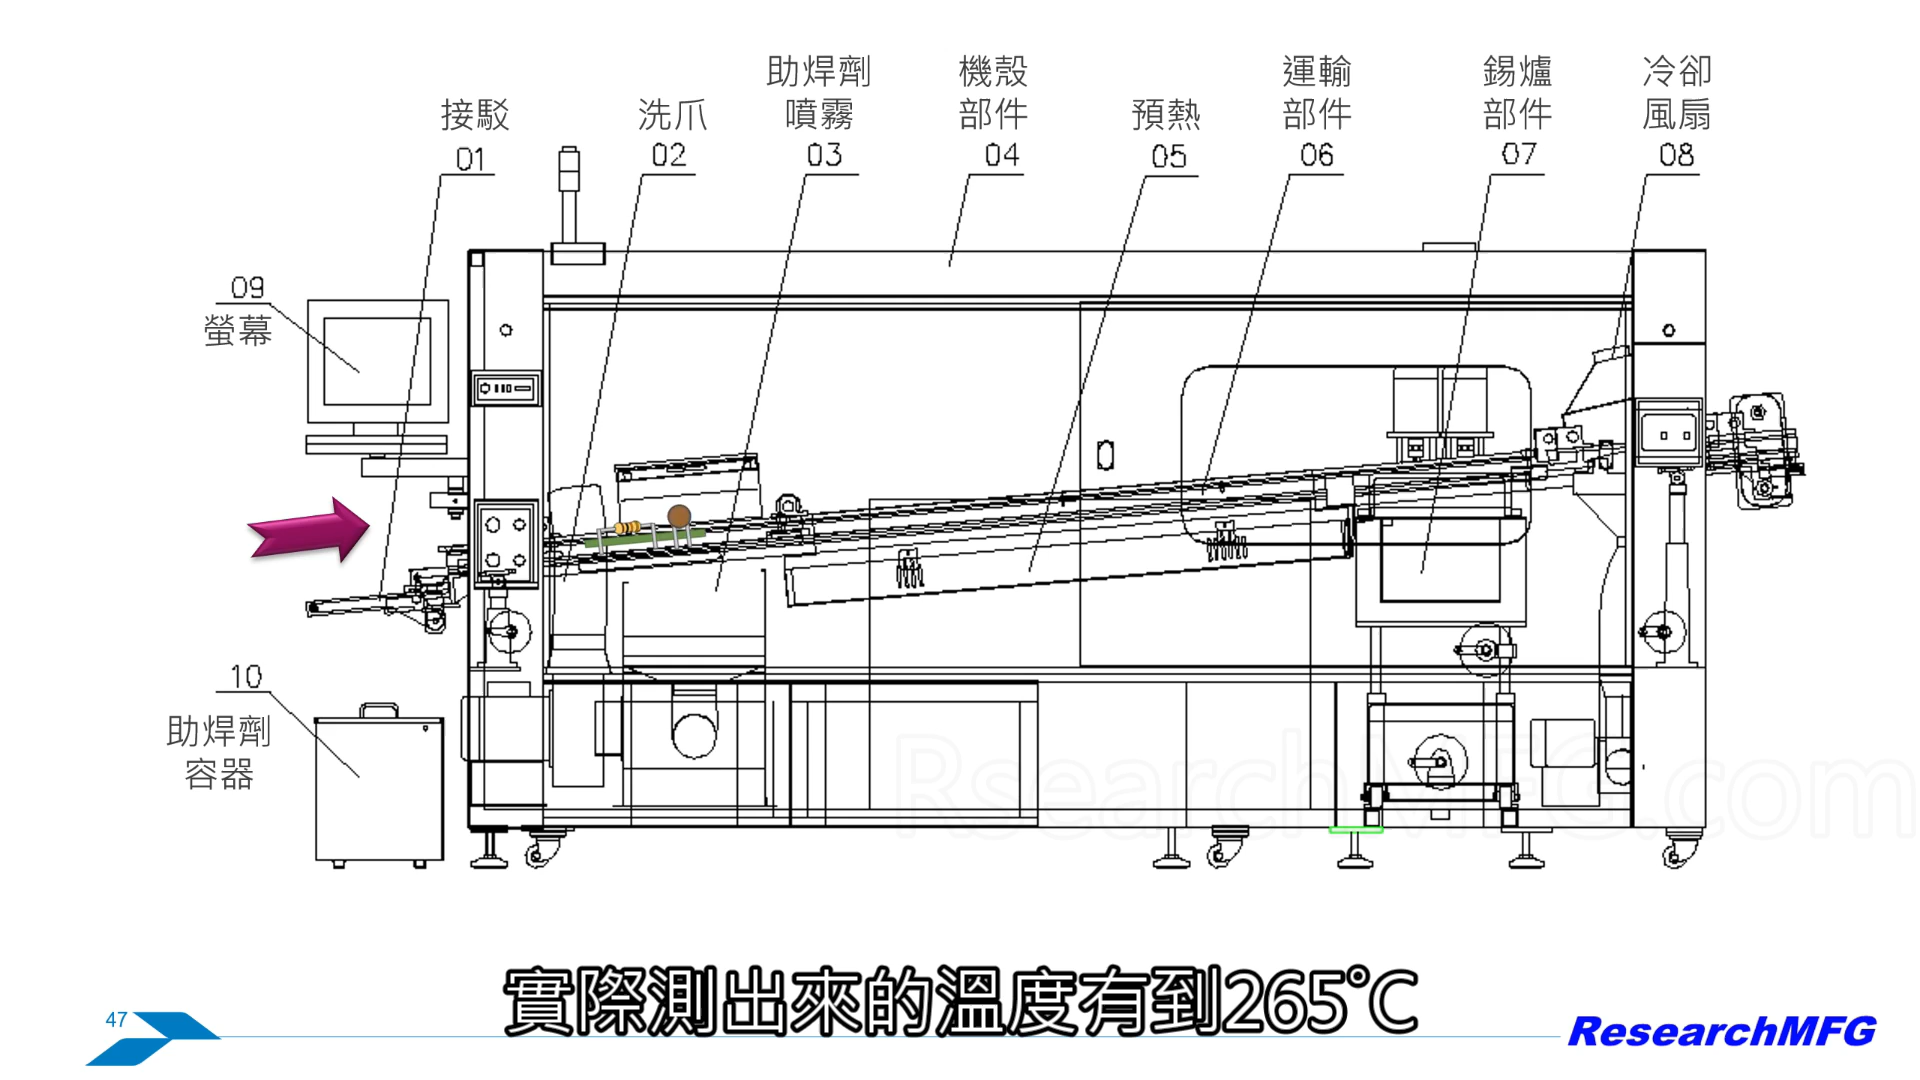 接駁
01
洗爪
02
助焊劑
噴霧
03
機殼
部件
04
預熱
05
運輸
部件
06
錫爐
部件
07
冷卻
風扇
08
09
螢幕
10
助焊劑
容器
RsearchMFG.com
實際測出來的溫度有到265°C
47
ResearchMFG